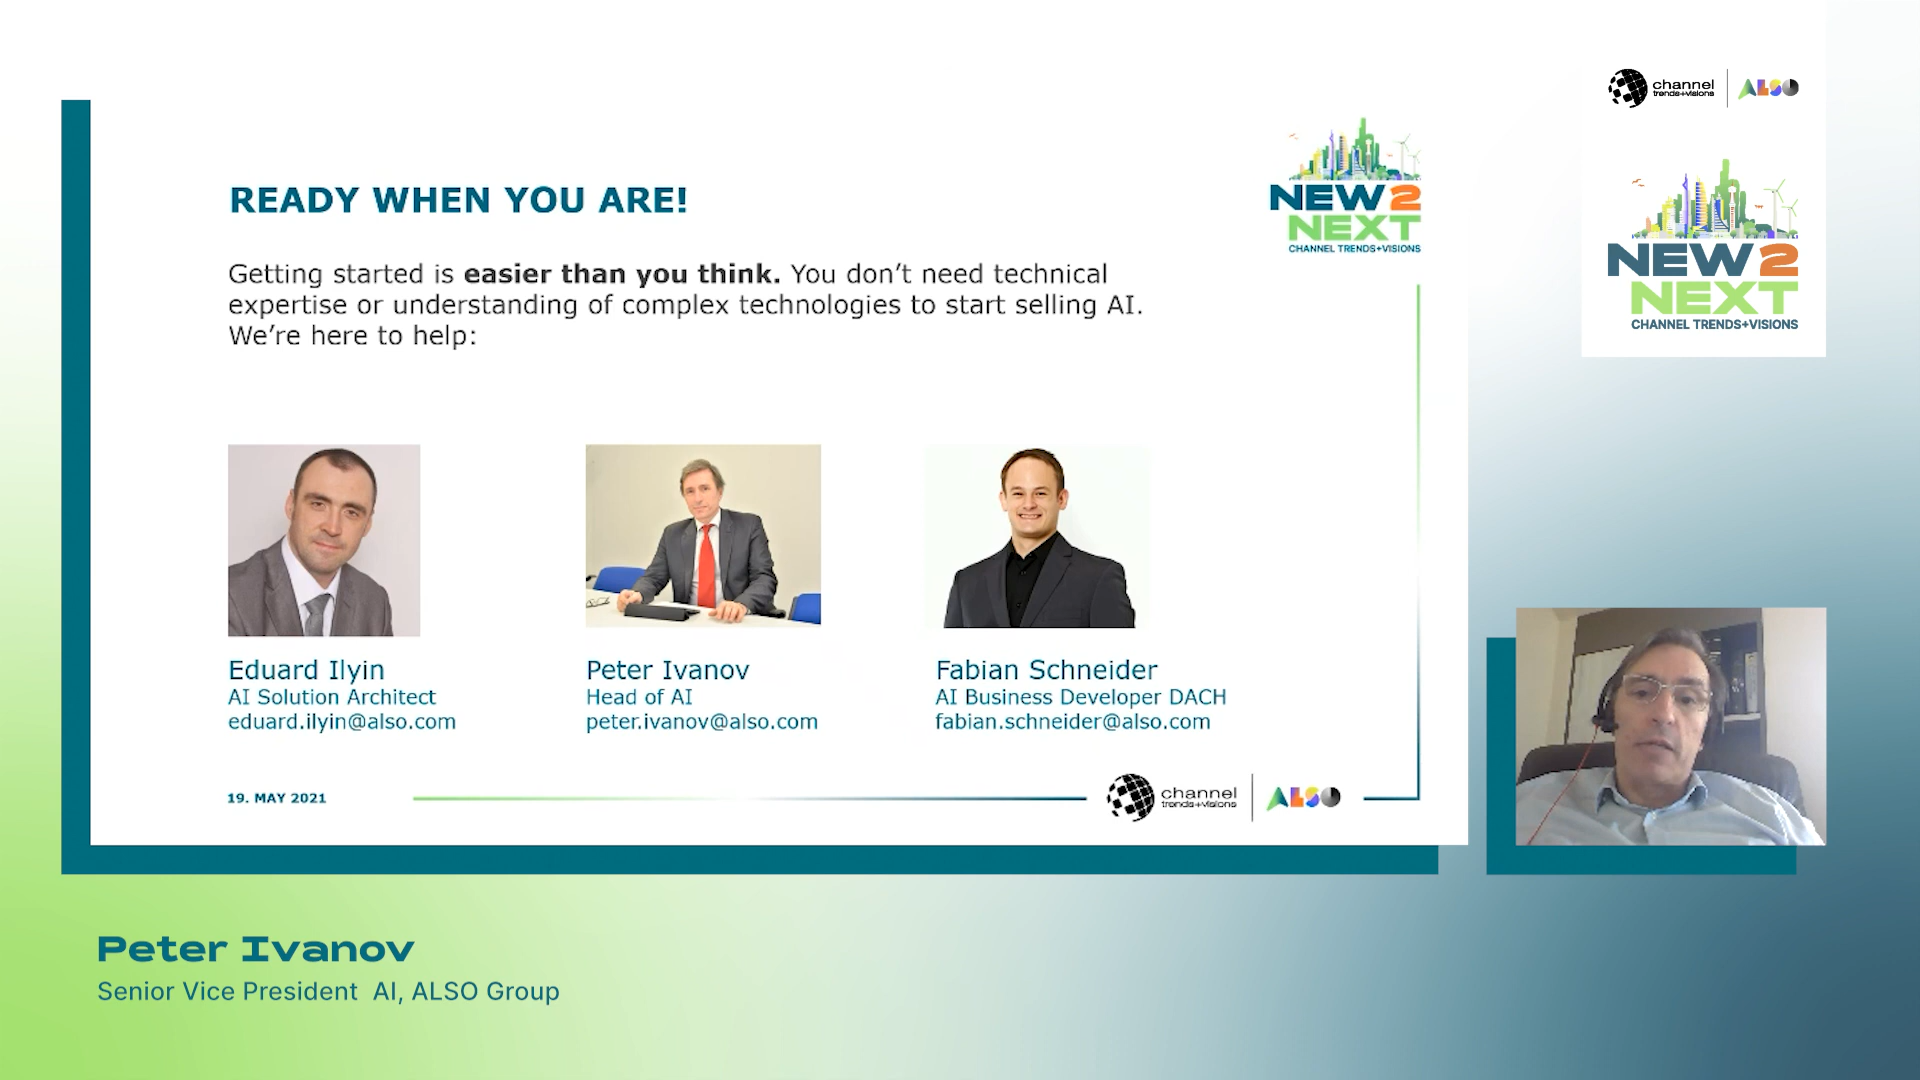 channel
trends+visions
ALSO
NEW 2
NEXT
CHANNEL TRENDS+VISIONS
NEW 2
NEXT
CHANNEL TRENDS+VISIONS
READY WHEN YOU ARE!
Getting started is easier than you think. You don’t need technical
expertise or understanding of complex technologies to start selling AI.
We’re here to help:
Eduard Ilyin
AI Solution Architect
eduard.ilyin@also.com
Peter Ivanov
Head of AI
peter.ivanov@also.com
Fabian Schneider
AI Business Developer DACH
fabian.schneider@also.com
19. MAY 2021
channel
trends+visions
ALSO
Peter Ivanov
Senior Vice President  AI, ALSO Group